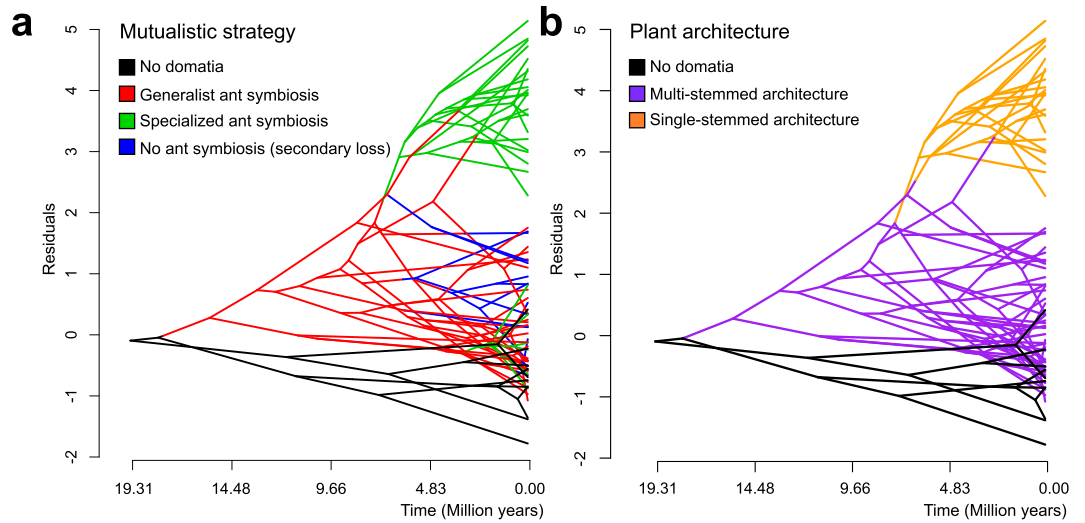 a
Mutualistic strategy
No domatia
Generalist ant symbiosis
Specialized ant symbiosis
No ant symbiosis (secondary loss)
Residuals
5
4
3
2
1
0
-1
-2
19.31 14.48 9.66 4.83 0.00
Time (Million years)
b
Plant architecture
No domatia
Multi-stemmed architecture
Single-stemmed architecture
Residuals
5
4
3
2
1
0
-1
-2
19.31 14.48 9.66 4.83 0.00
Time (Million years)